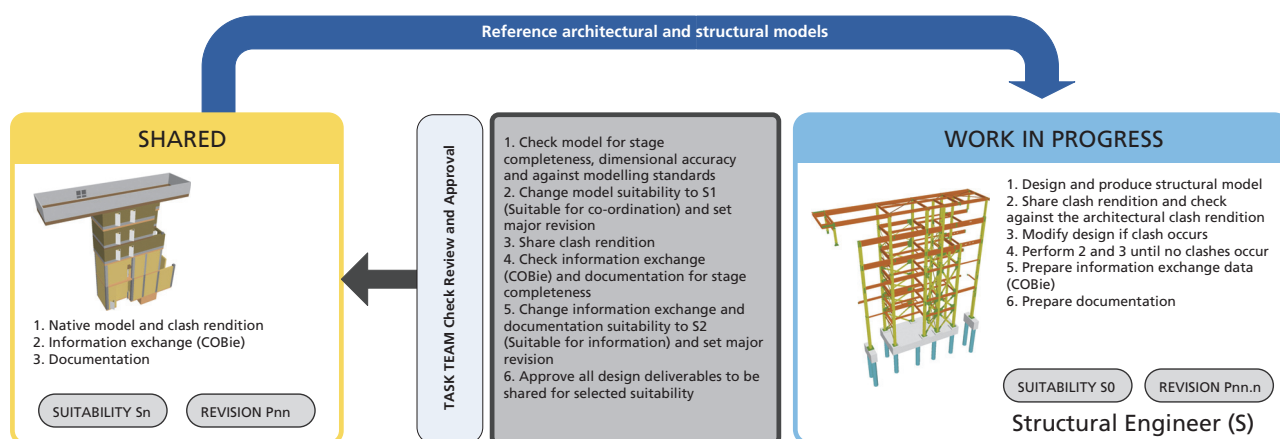 Reference architectural and structural models
SHARED
1. Native model and clash rendition
2. Information exchange (COBie)
3. Documentation
SUITABILITY Sn
REVISION Pnn
TASK TEAM Check Review and Approval
1. Check model for stage
completeness, dimensional accuracy
and against modelling standards
2. Change model suitability to S1
(Suitable for co-ordination) and set
major revision
3. Share clash rendition
4. Check information exchange
(COBie) and documentation for stage
completeness
5. Change information exchange and
documentation suitability to S2
(Suitable for information) and set major
revision
6. Approve all design deliverables to be
shared for selected suitability
WORK IN PROGRESS
1. Design and produce structural model
2. Share clash rendition and check
against the architectural clash rendition
3. Modify design if clash occurs
4. Perform 2 and 3 until no clashes occur
5. Prepare information exchange data
(COBie)
6. Prepare documentation
SUITABILITY S0
REVISION Pnn.n
Structural Engineer (S)